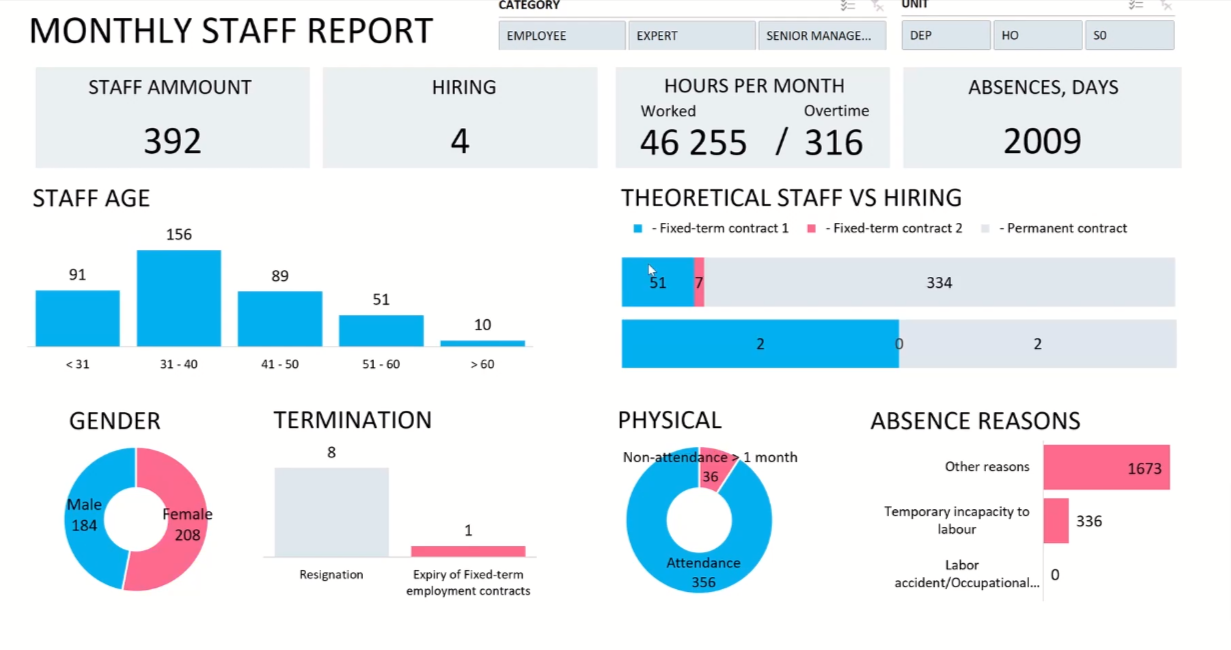 CATEGORY
UNIT
MONTHLY STAFF REPORT
EMPLOYEE
EXPERT
SENIOR MANAGE...
DEP
HO
S0
STAFF AMMOUNT
392
HIRING
4
HOURS PER MONTH
Worked
Overtime
46 255 / 316
ABSENCES, DAYS
2009
STAFF AGE
91
156
89
51
10
< 31
31 - 40
41 - 50
51 - 60
> 60
THEORETICAL STAFF VS HIRING
- Fixed-term contract 1
- Fixed-term contract 2
- Permanent contract
51
7
334
2
0
2
GENDER
Male
184
Female
208
TERMINATION
8
1
Resignation
Expiry of Fixed-term
employment contracts
PHYSICAL
Non-attendance > 1 month
36
Attendance
356
ABSENCE REASONS
Other reasons
1673
Temporary incapacity to
labour
336
Labor
accident/Occupational...
0